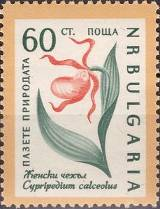 60 СТ. ПОЩА
ПАЗЕТЕ ПРИРОДАТА
NR BULGARIA
Женски чехъл
Cypripedium calceolus